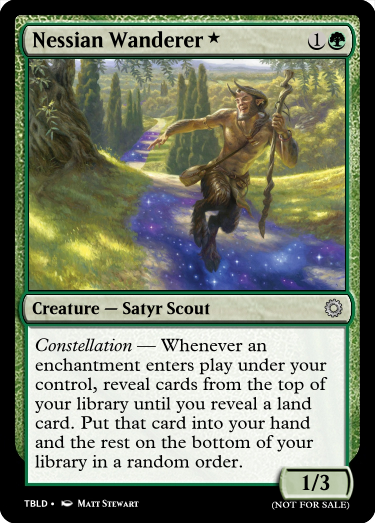 Nessian Wanderer ★ 1
Creature — Satyr Scout
Constellation — Whenever an
enchantment enters play under your
control, reveal cards from the top of
your library until you reveal a land
card. Put that card into your hand
and the rest on the bottom of your
library in a random order.
1/3
TBLD • Matt Stewart
(NOT FOR SALE)